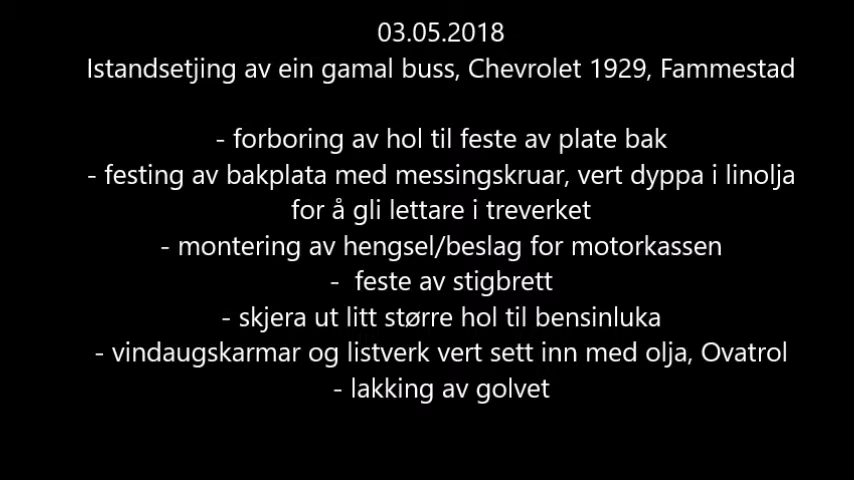 03.05.2018
Istandsetjing av ein gamal buss, Chevrolet 1929, Fammestad
- forboring av hol til feste av plate bak
- festing av bakplata med messingskruar, vert dyppa i linolja
for å gli lettare i treverket
- montering av hengsel/beslag for motorkassen
- feste av stigbrett
- skjera ut litt større hol til bensinluka
- vindaugskarmar og listverk vert sett inn med olja, Ovatrol
- lakking av golvet